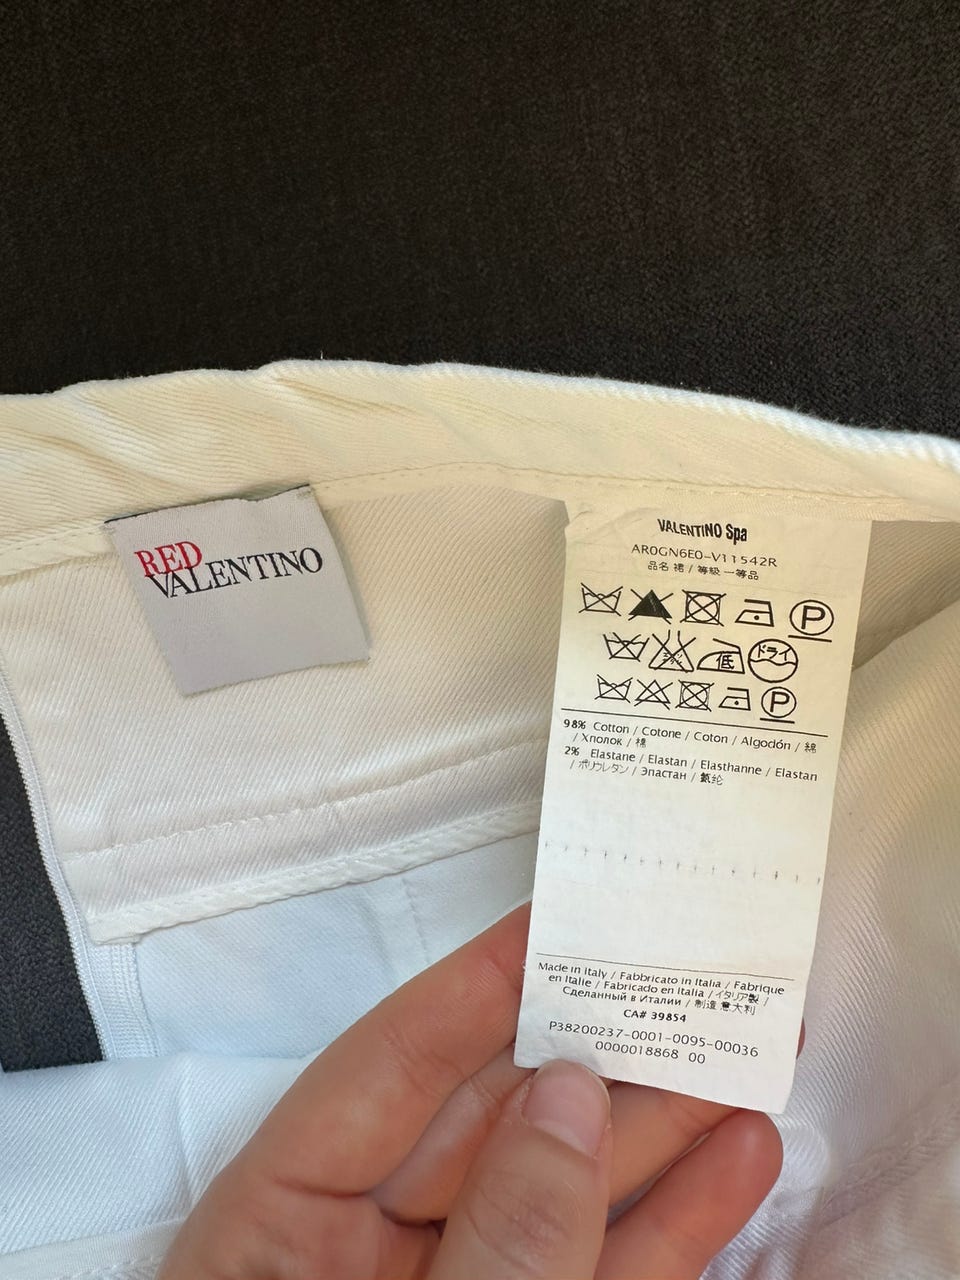 RED
VALENTINO
VALENTINO Spa
AR0GN6E0-V11542R
品名 裙 / 等級 一等品
P
低 ドライ
P
98% Cotton / Cotone / Coton / Algodón / 綿
/ Хлопок / 棉
2% Elastane / Elastan / Elasthanne / Elastan
/ ポリウレタン / Эластан / 氨纶
Made in Italy / Fabbricato in Italia / Fabrique
en Italie / Fabricado en Italia / イタリア製 /
Сделанный в Италии / 制造 意大利
CA# 39854
P38200237-0001-0095-00036
0000018868 00